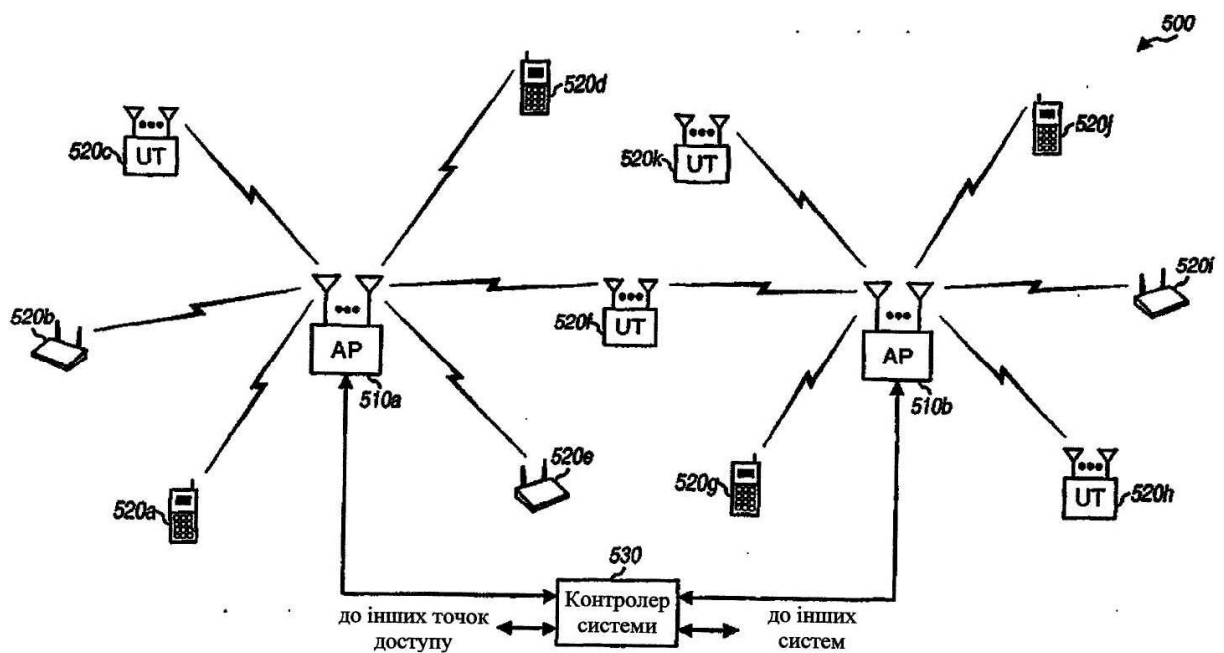 500
520d
520c
UT
520k
UT
520j
520b
520f
UT
520i
AP
510a
AP
510b
520a
520e
520g
UT
520h
530
Контролер
системи
до інших точок
доступу
до інших
систем